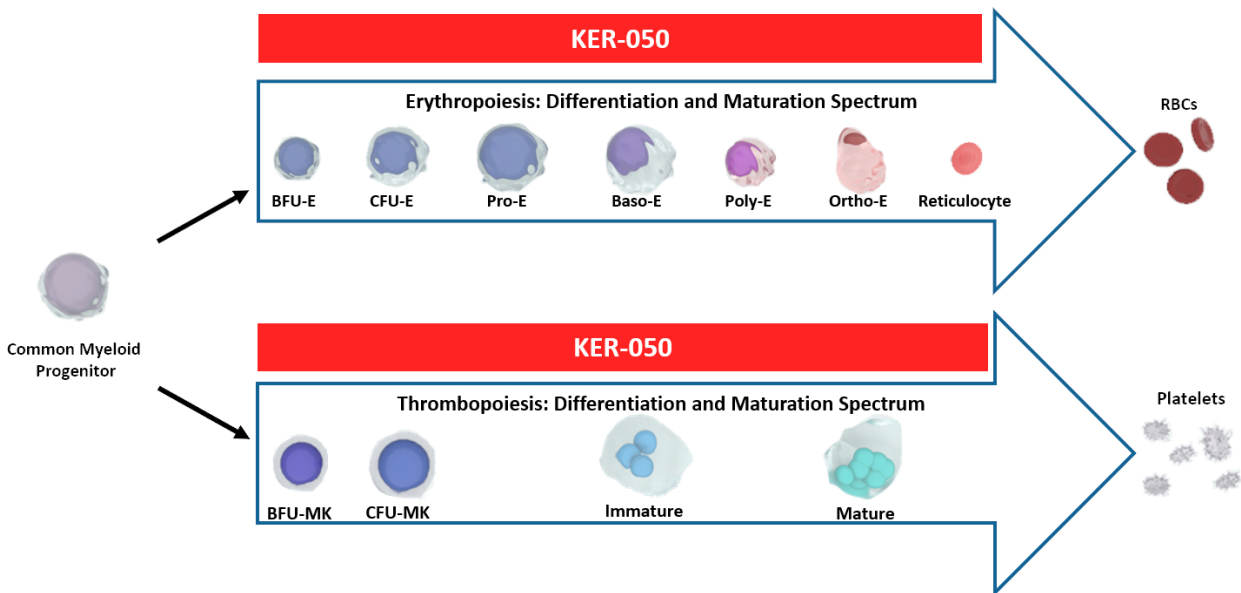 KER-050
Erythropoiesis: Differentiation and Maturation Spectrum
BFU-E CFU-E Pro-E Baso-E Poly-E Ortho-E Reticulocyte
RBCs
Common Myeloid
Progenitor
KER-050
Thrombopoiesis: Differentiation and Maturation Spectrum
BFU-MK CFU-MK Immature Mature
Platelets